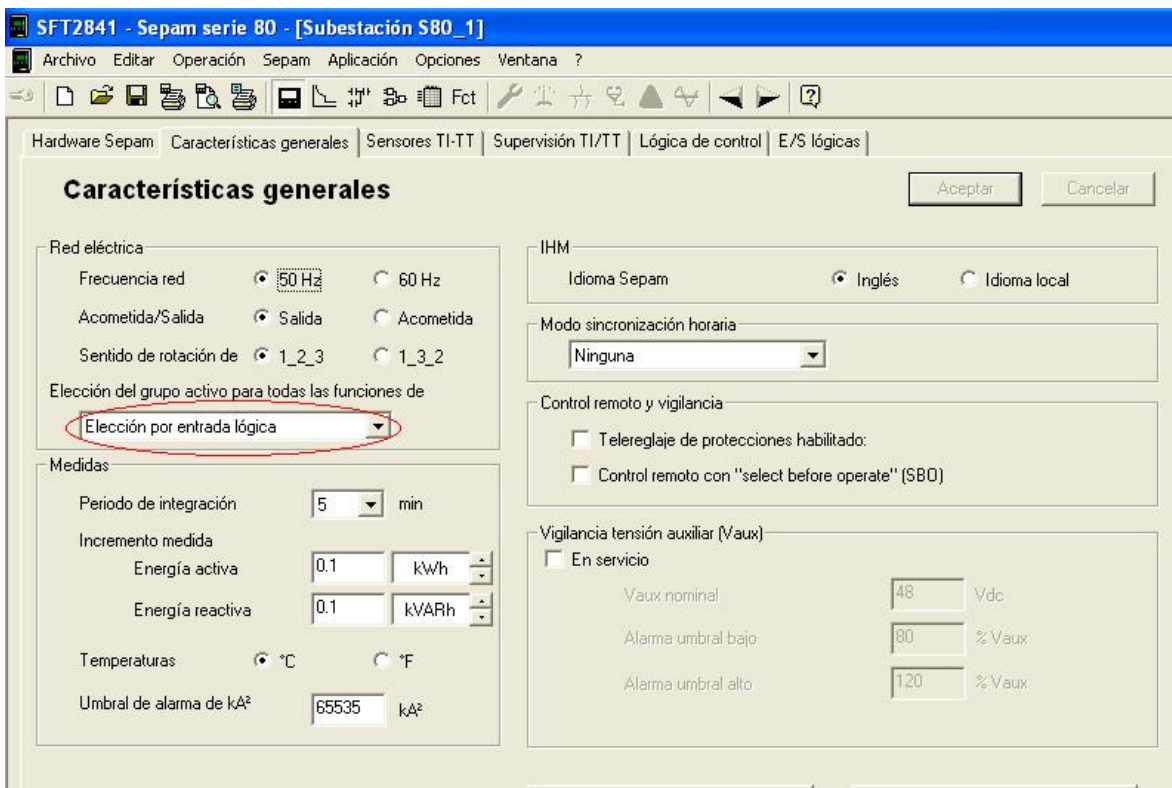 SFT2841 - Sepam serie 80 - [Subestación S80_1]
Archivo Editar Operación Sepam Aplicación Opciones Ventana ?
Fct
Hardware Sepam Características generales Sensores TI-TT Supervisión TI/TT Lógica de control E/S lógicas
Características generales
Aceptar Cancelar
Red eléctrica
Frecuencia red 50 Hz 60 Hz
Acometida/Salida Salida Acometida
Sentido de rotación de 1_2_3 1_3_2
Elección del grupo activo para todas las funciones de
Elección por entrada lógica
Medidas
Periodo de integración 5 min
Incremento medida
Energía activa 0.1 kWh
Energía reactiva 0.1 kVARh
Temperaturas °C °F
Umbral de alarma de kA² 65535 kA²
IHM
Idioma Sepam Inglés Idioma local
Modo sincronización horaria
Ninguna
Control remoto y vigilancia
Telereglaje de protecciones habilitado:
Control remoto con "select before operate" (SBO)
Vigilancia tensión auxiliar (Vaux)
En servicio
Vaux nominal 48 Vdc
Alarma umbral bajo 80 % Vaux
Alarma umbral alto 120 % Vaux